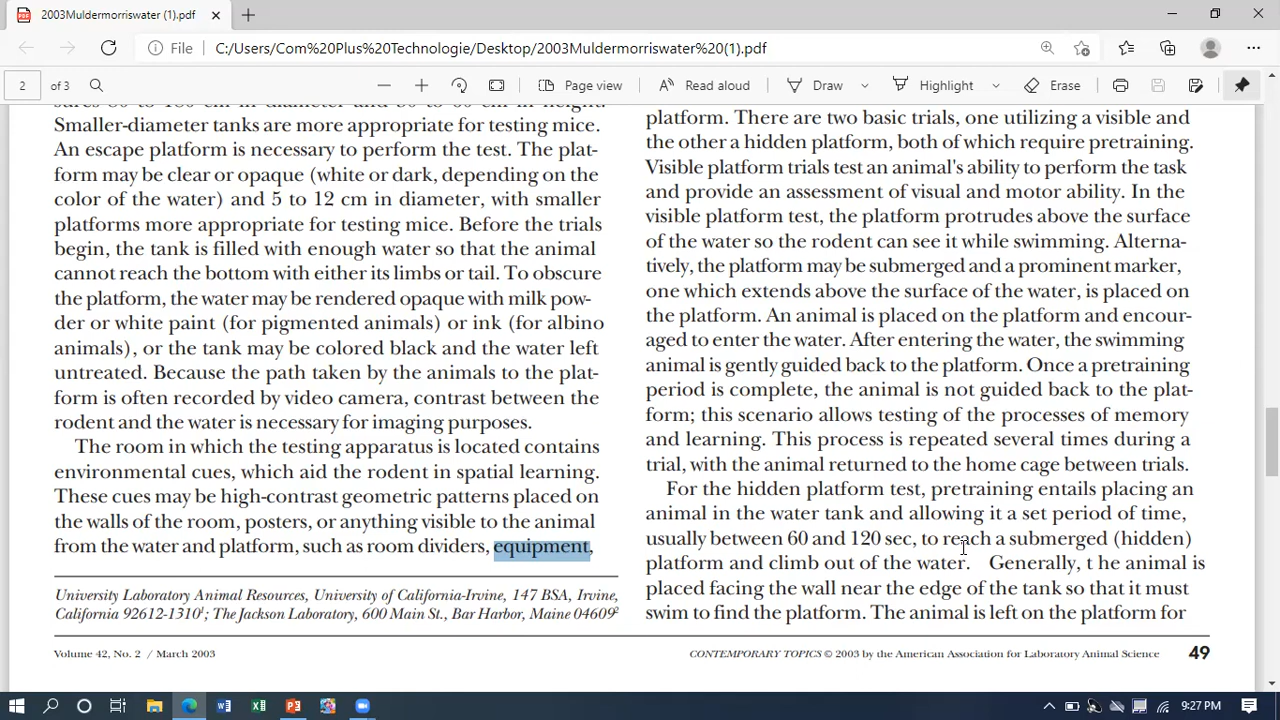 2003Muldermorriswater (1).pdf
File
C:/Users/Com%20Plus%20Technologie/Desktop/2003Muldermorriswater%20(1).pdf
2 of 3
Page view
Read aloud
Draw
Highlight
Erase
Smaller-diameter tanks are more appropriate for testing mice.
An escape platform is necessary to perform the test. The plat-
form may be clear or opaque (white or dark, depending on the
color of the water) and 5 to 12 cm in diameter, with smaller
platforms more appropriate for testing mice. Before the trials
begin, the tank is filled with enough water so that the animal
cannot reach the bottom with either its limbs or tail. To obscure
the platform, the water may be rendered opaque with milk pow-
der or white paint (for pigmented animals) or ink (for albino
animals), or the tank may be colored black and the water left
untreated. Because the path taken by the animals to the plat-
form is often recorded by video camera, contrast between the
rodent and the water is necessary for imaging purposes.
The room in which the testing apparatus is located contains
environmental cues, which aid the rodent in spatial learning.
These cues may be high-contrast geometric patterns placed on
the walls of the room, posters, or anything visible to the animal
from the water and platform, such as room dividers, equipment,
University Laboratory Animal Resources, University of California-Irvine, 147 BSA, Irvine,
California 92612-1310¹; The Jackson Laboratory, 600 Main St., Bar Harbor, Maine 04609²
platform. There are two basic trials, one utilizing a visible and
the other a hidden platform, both of which require pretraining.
Visible platform trials test an animal's ability to perform the task
and provide an assessment of visual and motor ability. In the
visible platform test, the platform protrudes above the surface
of the water so the rodent can see it while swimming. Alterna-
tively, the platform may be submerged and a prominent marker,
one which extends above the surface of the water, is placed on
the platform. An animal is placed on the platform and encour-
aged to enter the water. After entering the water, the swimming
animal is gently guided back to the platform. Once a pretraining
period is complete, the animal is not guided back to the plat-
form; this scenario allows testing of the processes of memory
and learning. This process is repeated several times during a
trial, with the animal returned to the home cage between trials.
For the hidden platform test, pretraining entails placing an
animal in the water tank and allowing it a set period of time,
usually between 60 and 120 sec, to reach a submerged (hidden)
platform and climb out of the water. Generally, t he animal is
placed facing the wall near the edge of the tank so that it must
swim to find the platform. The animal is left on the platform for
Volume 42, No. 2 / March 2003
CONTEMPORARY TOPICS © 2003 by the American Association for Laboratory Animal Science 49
9:27 PM